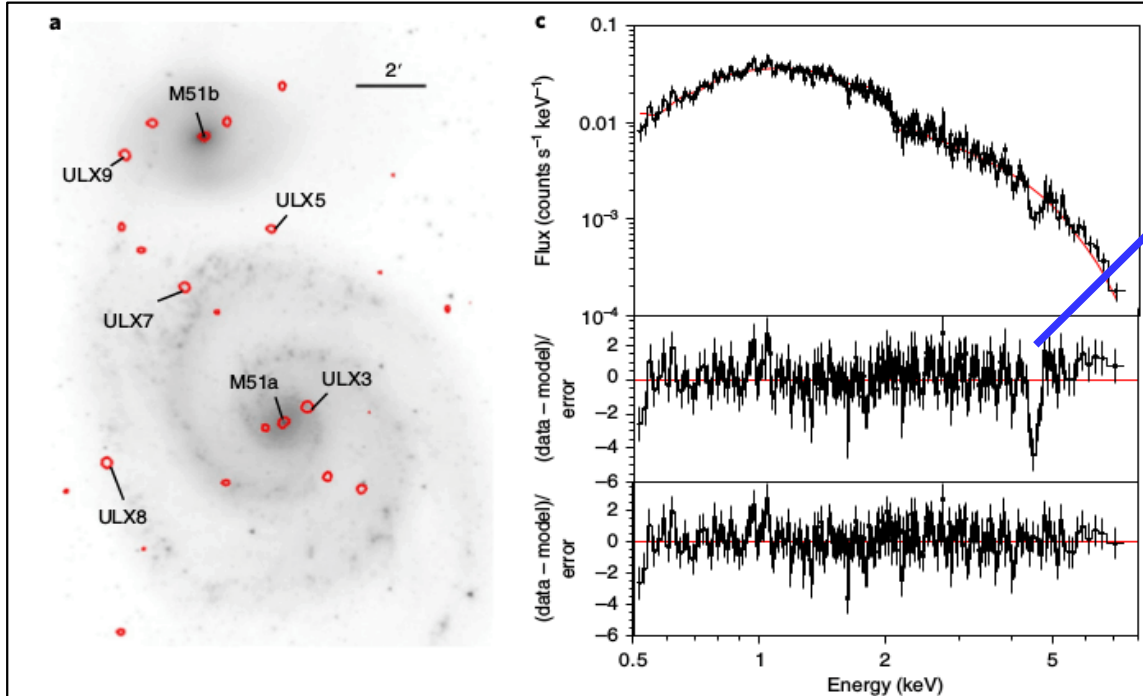 a
2′
M51b
ULX9
ULX5
ULX7
M51a
ULX3
ULX8
c
0.1
0.01
10⁻³
10⁻⁴
Flux (counts s⁻¹ keV⁻¹)
2
0
−2
−4
−6
(data – model)/
error
2
0
−2
−4
−6
(data – model)/
error
0.5
1
2
5
Energy (keV)